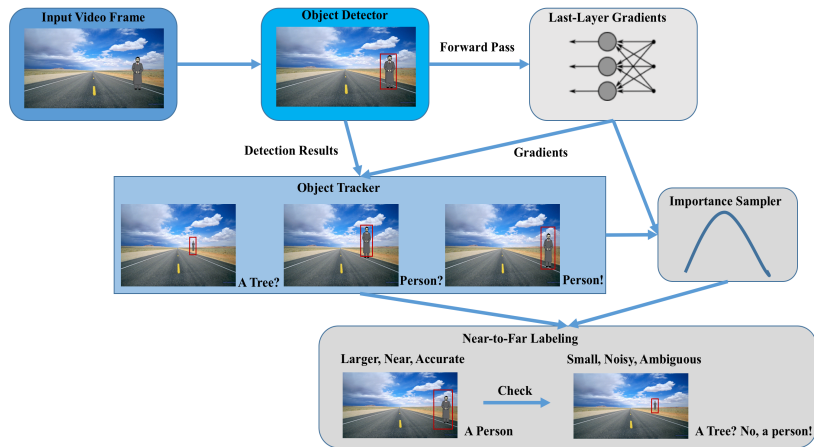 Input Video Frame
Object Detector
Last-Layer Gradients
Forward Pass
Detection Results
Gradients
Object Tracker
A Tree?
Person?
Person!
Importance Sampler
Near-to-Far Labeling
Larger, Near, Accurate
Small, Noisy, Ambiguous
Check
A Person
A Tree? No, a person!